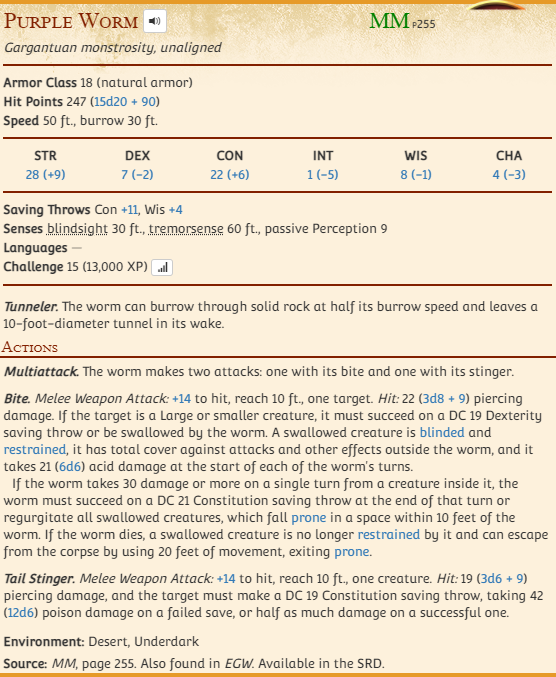 Purple Worm MM P255
Gargantuan monstrosity, unaligned
Armor Class 18 (natural armor)
Hit Points 247 (15d20 + 90)
Speed 50 ft., burrow 30 ft.
STR DEX CON INT WIS CHA
28 (+9) 7 (−2) 22 (+6) 1 (−5) 8 (−1) 4 (−3)
Saving Throws Con +11, Wis +4
Senses blindsight 30 ft., tremorsense 60 ft., passive Perception 9
Languages —
Challenge 15 (13,000 XP)
Tunneler. The worm can burrow through solid rock at half its burrow speed and leaves a
10-foot-diameter tunnel in its wake.
Actions
Multiattack. The worm makes two attacks: one with its bite and one with its stinger.
Bite. Melee Weapon Attack: +14 to hit, reach 10 ft., one target. Hit: 22 (3d8 + 9) piercing
damage. If the target is a Large or smaller creature, it must succeed on a DC 19 Dexterity
saving throw or be swallowed by the worm. A swallowed creature is blinded and
restrained, it has total cover against attacks and other effects outside the worm, and it
takes 21 (6d6) acid damage at the start of each of the worm's turns.
If the worm takes 30 damage or more on a single turn from a creature inside it, the
worm must succeed on a DC 21 Constitution saving throw at the end of that turn or
regurgitate all swallowed creatures, which fall prone in a space within 10 feet of the
worm. If the worm dies, a swallowed creature is no longer restrained by it and can escape
from the corpse by using 20 feet of movement, exiting prone.
Tail Stinger. Melee Weapon Attack: +14 to hit, reach 10 ft., one creature. Hit: 19 (3d6 + 9)
piercing damage, and the target must make a DC 19 Constitution saving throw, taking 42
(12d6) poison damage on a failed save, or half as much damage on a successful one.
Environment: Desert, Underdark
Source: MM, page 255. Also found in EGW. Available in the SRD.